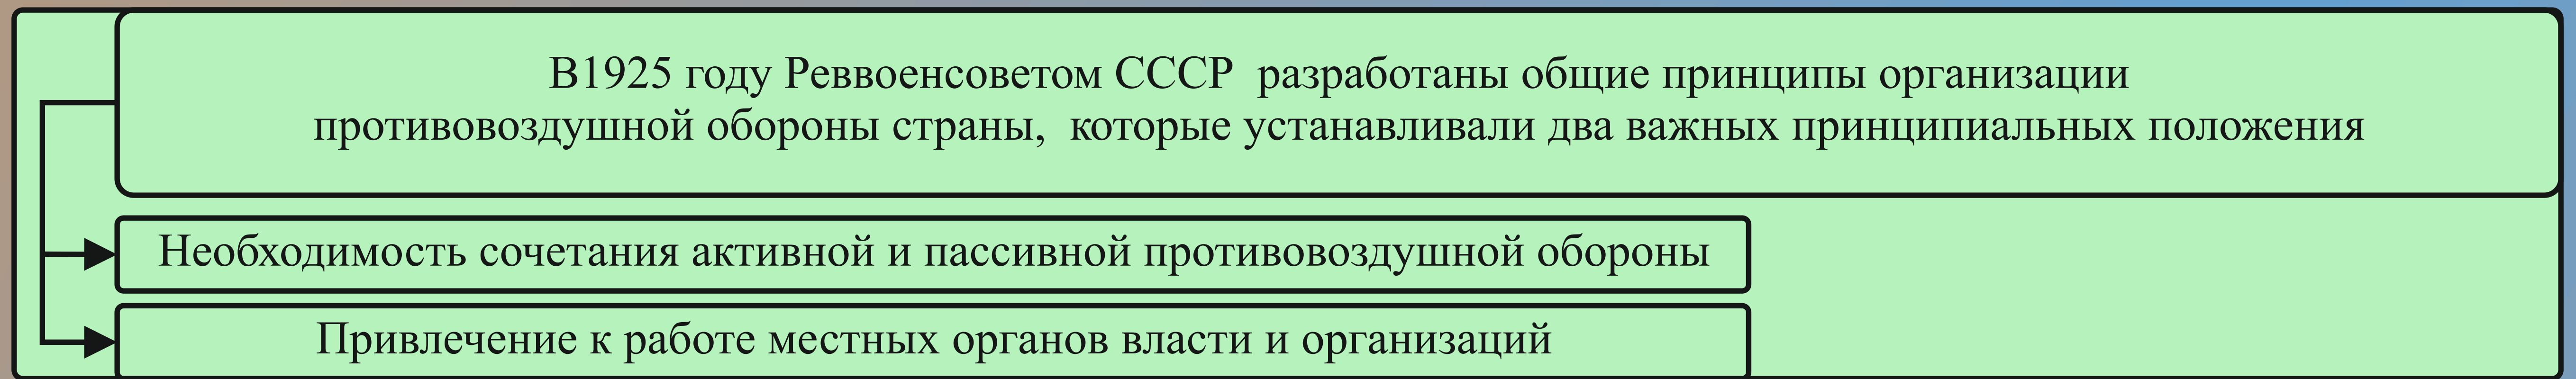 В1925 году Реввоенсоветом СССР  разработаны общие принципы организации
противовоздушной обороны страны,  которые устанавливали два важных принципиальных положения
Необходимость сочетания активной и пассивной противовоздушной обороны
Привлечение к работе местных органов власти и организаций